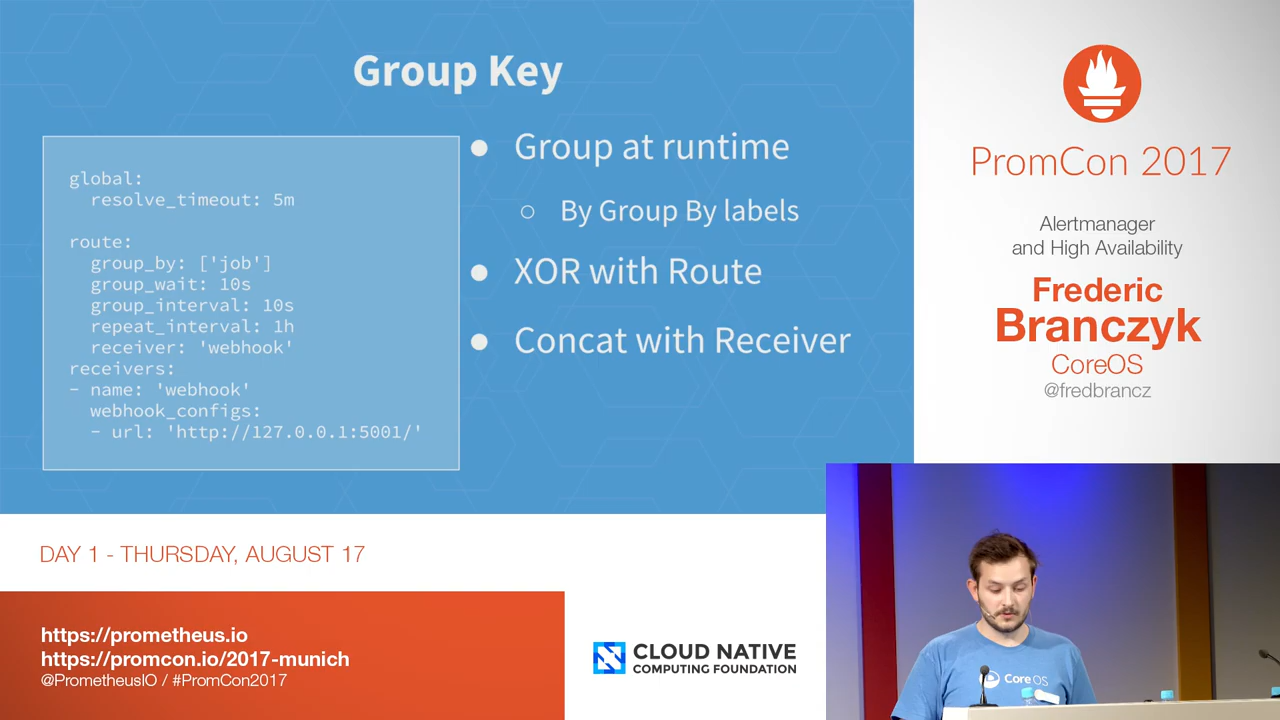 Group Key
global:
resolve_timeout: 5m
route:
group_by: ['job']
group_wait: 10s
group_interval: 10s
repeat_interval: 1h
receiver: 'webhook'
receivers:
- name: 'webhook'
webhook_configs:
- url: 'http://127.0.0.1:5001/'
● Group at runtime
○ By Group By labels
● XOR with Route
● Concat with Receiver
PromCon 2017
Alertmanager
and High Availability
Frederic
Branczyk
CoreOS
@fredbrancz
DAY 1 - THURSDAY, AUGUST 17
https://prometheus.io
https://promcon.io/2017-munich
@PrometheusIO / #PromCon2017
CLOUD NATIVE
COMPUTING FOUNDATION
Core OS